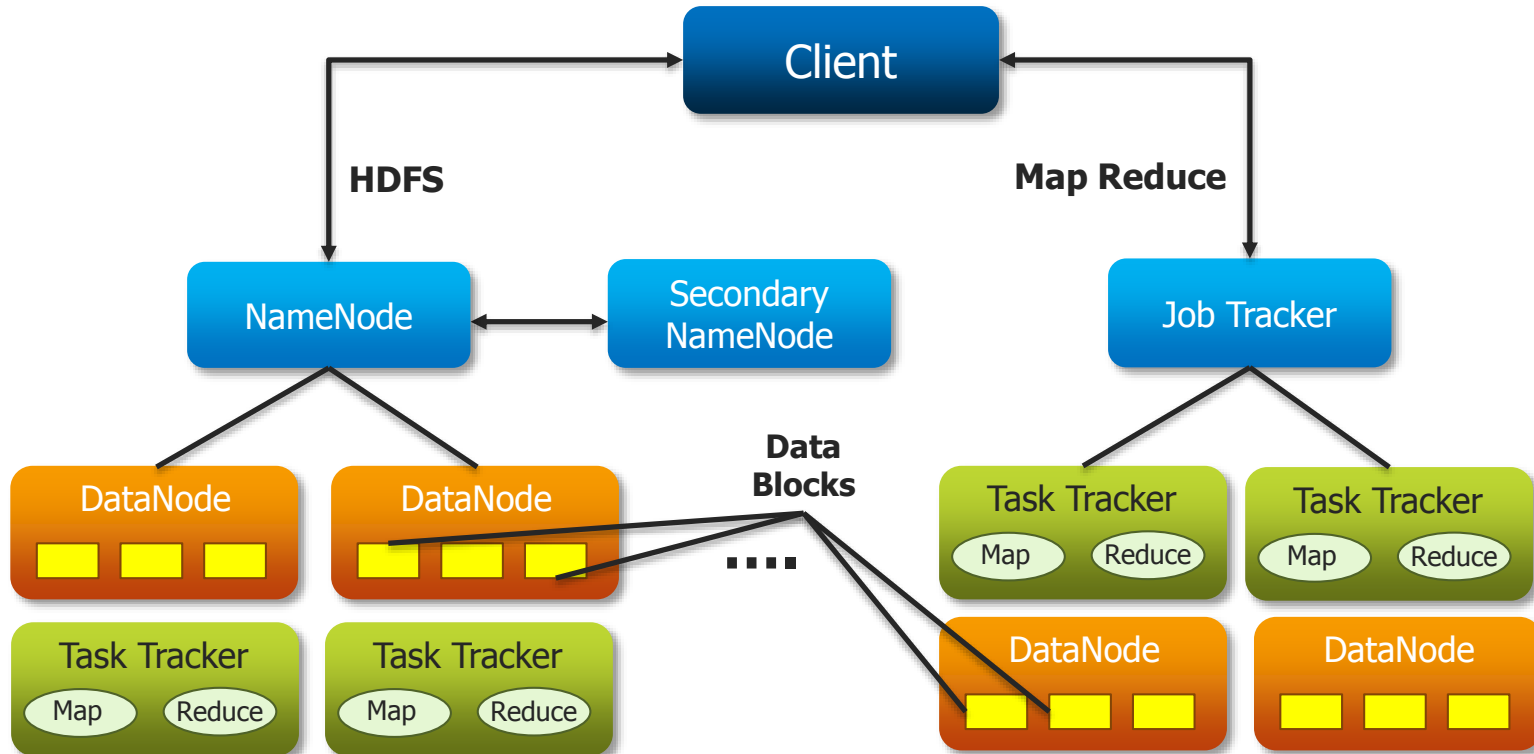 Client
HDFS
Map Reduce
NameNode
Secondary
NameNode
Job Tracker
Data
Blocks
DataNode
DataNode
Task Tracker
Map
Reduce
Task Tracker
Map
Reduce
Task Tracker
Map
Reduce
Task Tracker
Map
Reduce
DataNode
DataNode